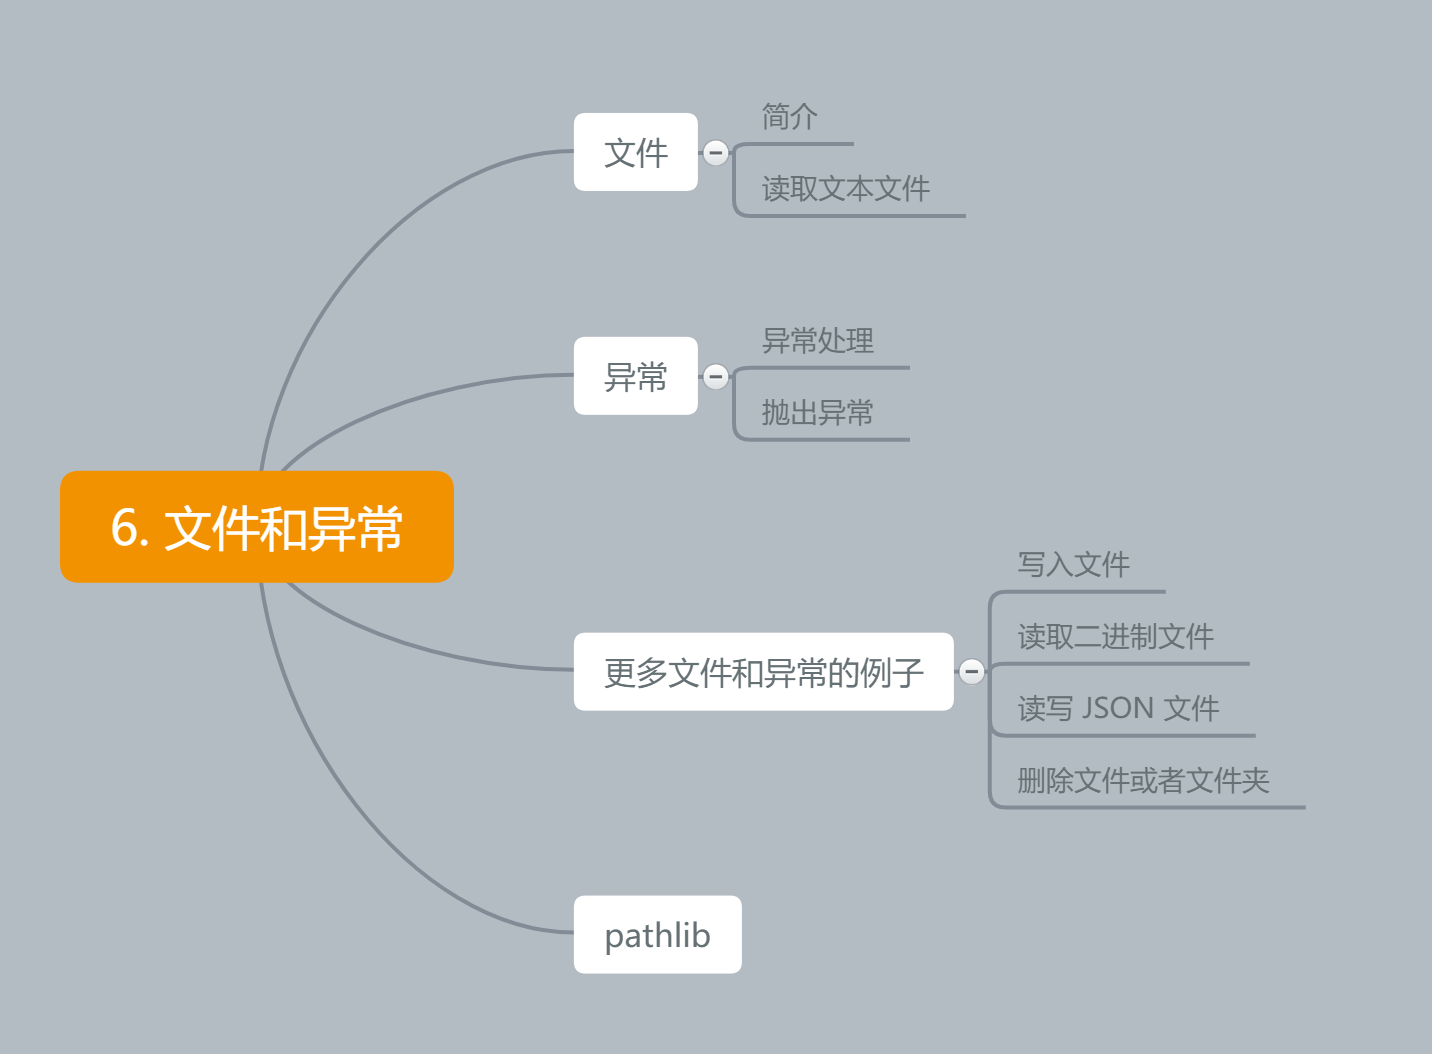 6. 文件和异常
文件
简介
读取文本文件
异常
异常处理
抛出异常
更多文件和异常的例子
写入文件
读取二进制文件
读写 JSON 文件
删除文件或者文件夹
pathlib